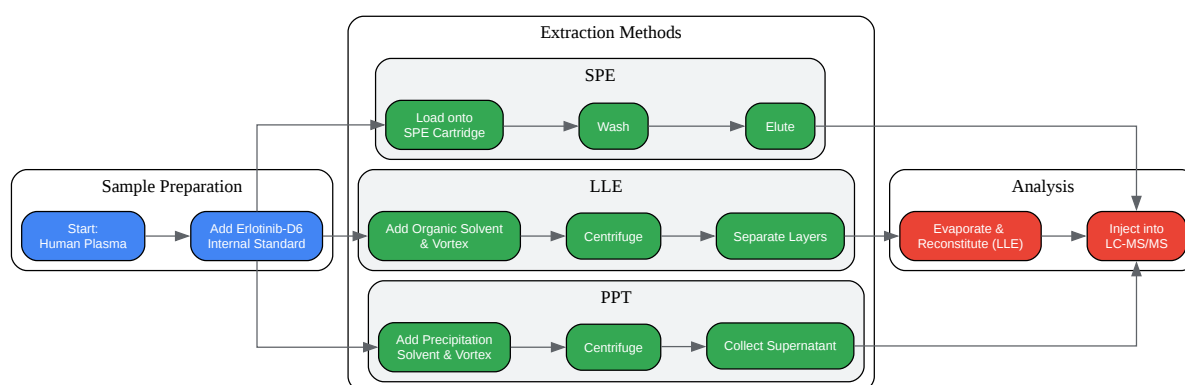 Extraction Methods
SPE
Load onto
SPE Cartridge
Wash
Elute
Sample Preparation
Start:
Human Plasma
Add Erlotinib-D6
Internal Standard
LLE
Add Organic Solvent
& Vortex
Centrifuge
Separate Layers
Analysis
Evaporate &
Reconstitute (LLE)
Inject into
LC-MS/MS
PPT
Add Precipitation
Solvent & Vortex
Centrifuge
Collect Supernatant